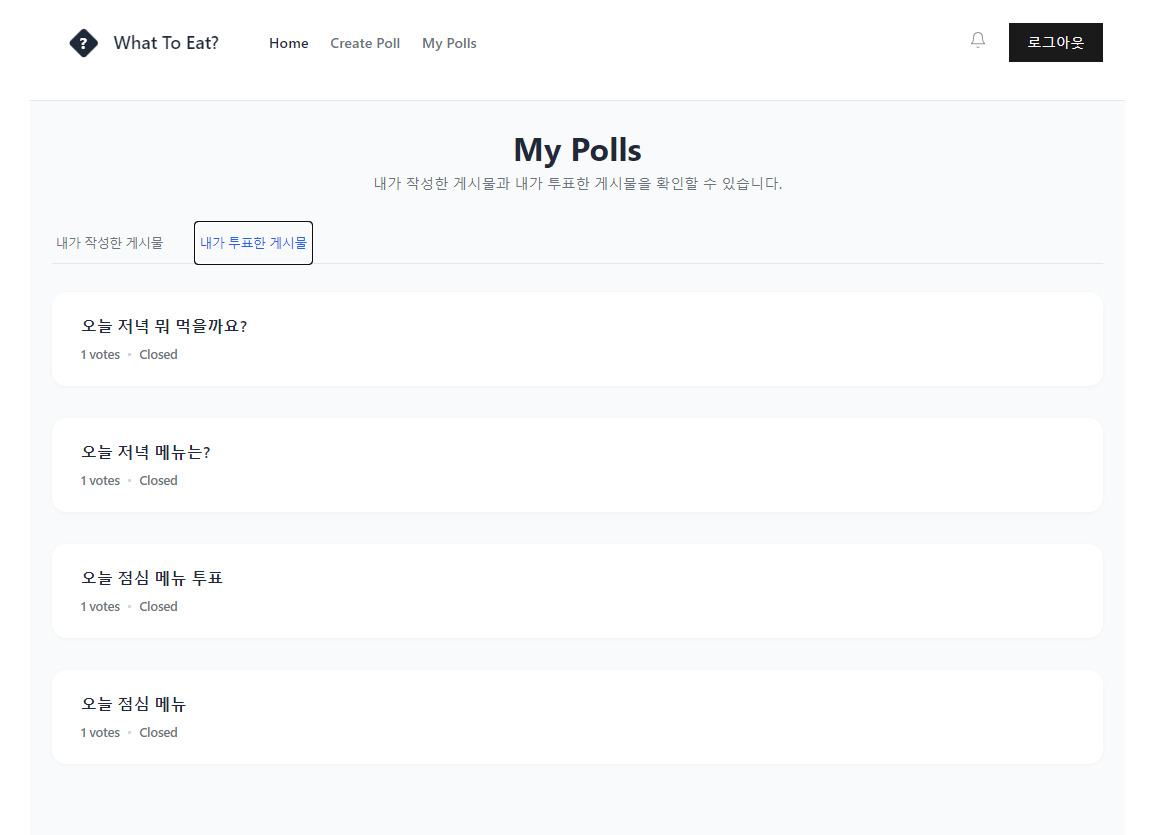 ? What To Eat? Home Create Poll My Polls 로그아웃
My Polls
내가 작성한 게시물과 내가 투표한 게시물을 확인할 수 있습니다.
내가 작성한 게시물 내가 투표한 게시물
오늘 저녁 뭐 먹을까요?
1 votes • Closed
오늘 저녁 메뉴는?
1 votes • Closed
오늘 점심 메뉴 투표
1 votes • Closed
오늘 점심 메뉴
1 votes • Closed